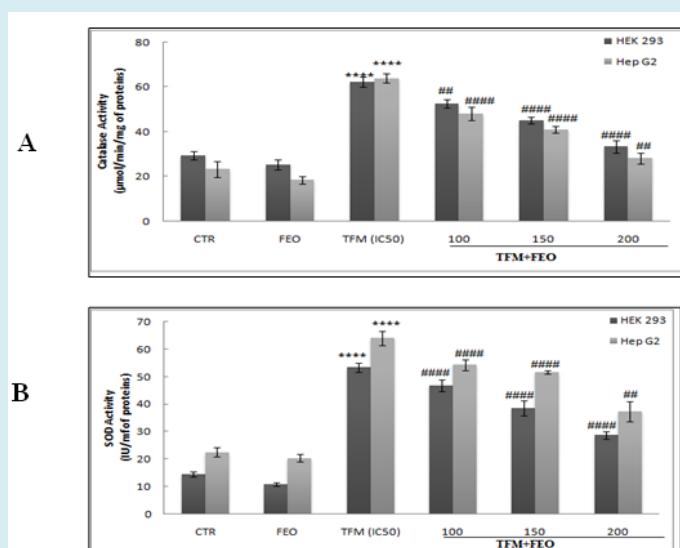 A
Catalase Activity
(µmol/min/mg of proteins)
80
60
40
20
0
HEK 293
Hep G2
****
****
##
####
####
####
####
##
CTR
FEO
TFM (IC50)
100
150
200
TFM+FEO
B
SOD Activity
(IU/mf of proteins)
70
60
50
40
30
20
10
0
HEK 293
Hep G2
****
****
####
####
####
####
####
##
CTR
FEO
TFM (IC50)
100
150
200
TFM+FEO